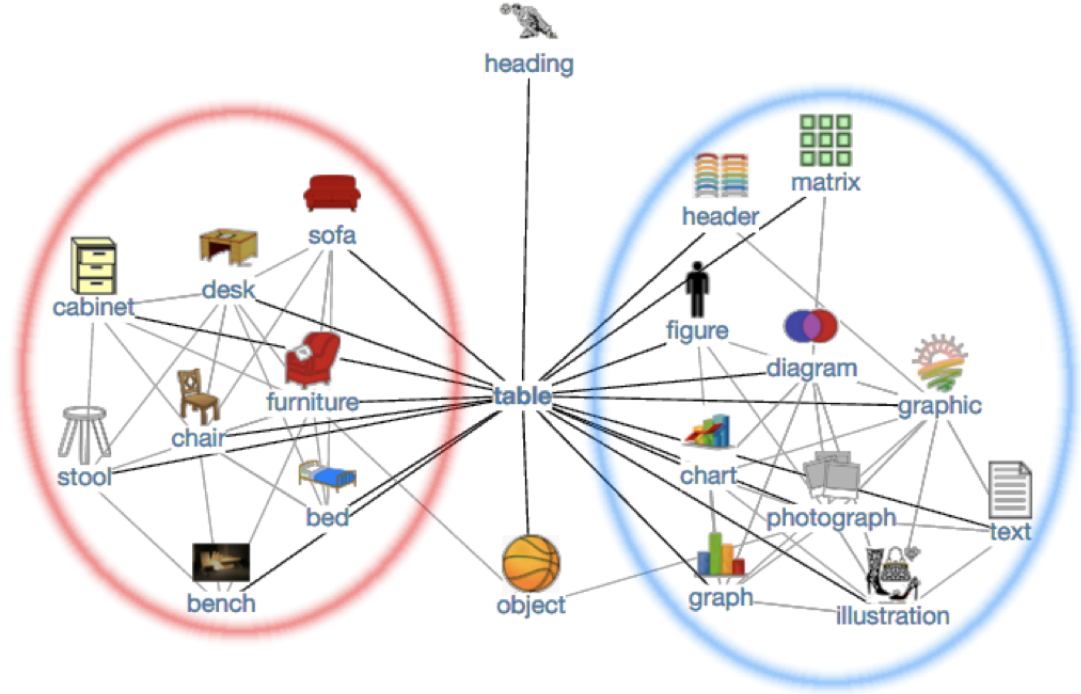 heading
matrix
header
sofa
desk
cabinet
figure
diagram
furniture
table
graphic
chair
stool
chart
bed
photograph
text
bench
object
graph
illustration